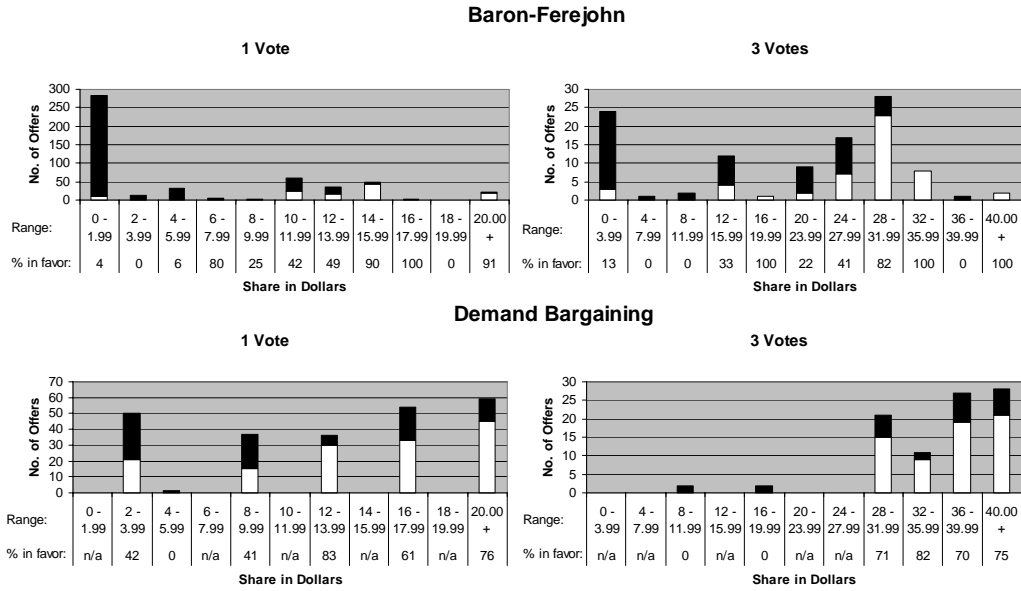 Baron-Ferejohn
1 Vote
No. of Offers
300
250
200
150
100
50
0
Range: 0 - 1.99 2 - 3.99 4 - 5.99 6 - 7.99 8 - 9.99 10 - 11.99 12 - 13.99 14 - 15.99 16 - 17.99 18 - 19.99 20.00 +
% in favor: 4 0 6 80 25 42 49 90 100 0 91
Share in Dollars
3 Votes
No. of Offers
30
25
20
15
10
5
0
0 - 3.99 4 - 7.99 8 - 11.99 12 - 15.99 16 - 19.99 20 - 23.99 24 - 27.99 28 - 31.99 32 - 35.99 36 - 39.99 40.00 +
Range:
% in favor: 13 0 0 33 100 22 41 82 100 0 100
Share in Dollars
Demand Bargaining
1 Vote
No. of Offers
70
60
50
40
30
20
10
0
Range: 0 - 1.99 2 - 3.99 4 - 5.99 6 - 7.99 8 - 9.99 10 - 11.99 12 - 13.99 14 - 15.99 16 - 17.99 18 - 19.99 20.00 +
% in favor: n/a 42 0 n/a 41 n/a 83 n/a 61 n/a 76
Share in Dollars
3 Votes
No. of Offers
30
25
20
15
10
5
0
Range: 0 - 3.99 4 - 7.99 8 - 11.99 12 - 15.99 16 - 19.99 20 - 23.99 24 - 27.99 28 - 31.99 32 - 35.99 36 - 39.99 40.00 +
% in favor: n/a n/a 0 n/a 0 n/a n/a 71 82 70 75
Share in Dollars